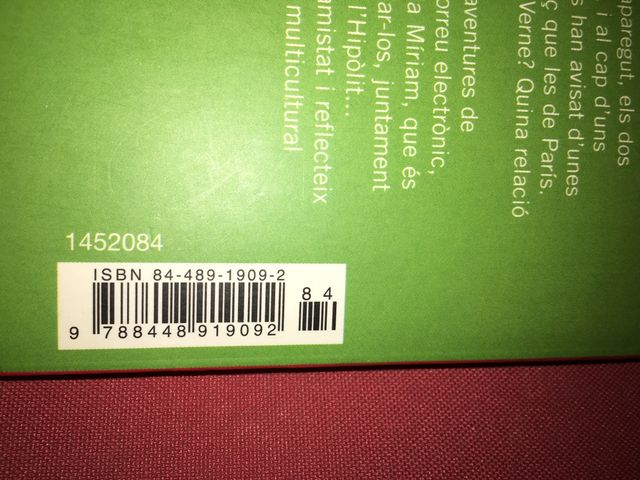 aparegut, els dos
, i al cap d'uns
s han avisat d'unes
ç que les de París.
Verne? Quina relació
aventures de
orreu electrònic,
a Míriam, que és
ar-los, juntament
l'Hipòlit...
amistat i reflecteix
multicultural
1452084
ISBN 84-489-1909-2
84
9 788448 919092